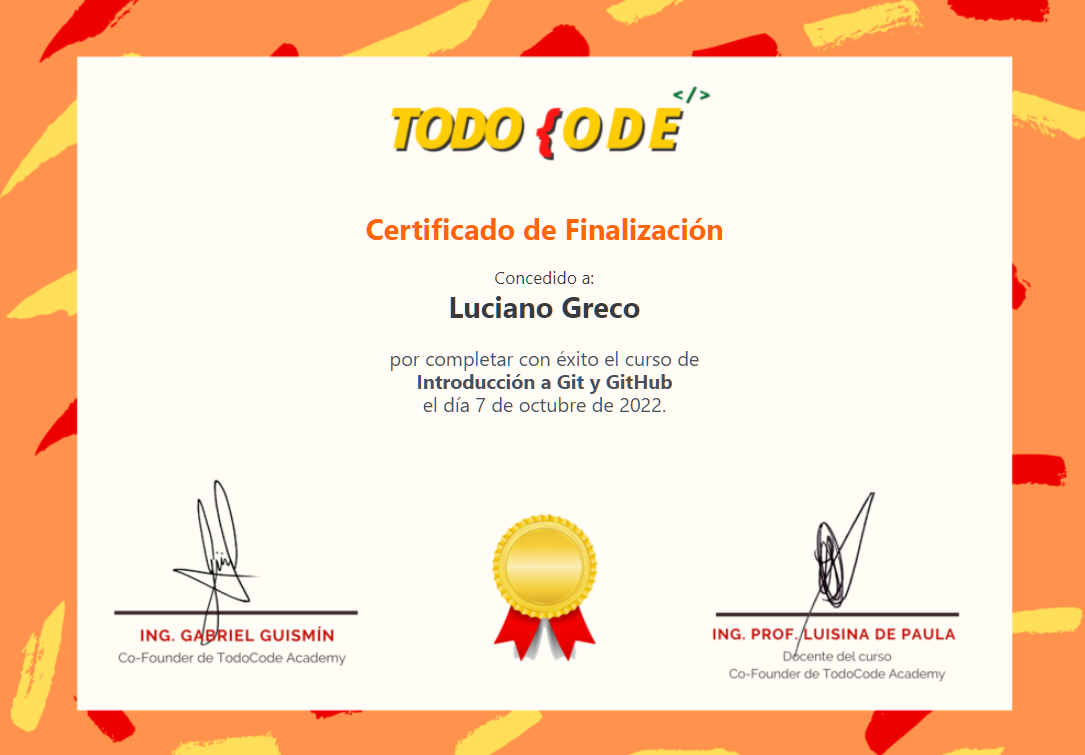 </>
TODO {ODE
Certificado de Finalización
Concedido a:
Luciano Greco
por completar con éxito el curso de
Introducción a Git y GitHub
el día 7 de octubre de 2022.
ING. GABRIEL GUISMÍN
Co-Founder de TodoCode Academy
ING. PROF. LUISINA DE PAULA
Docente del curso
Co-Founder de TodoCode Academy